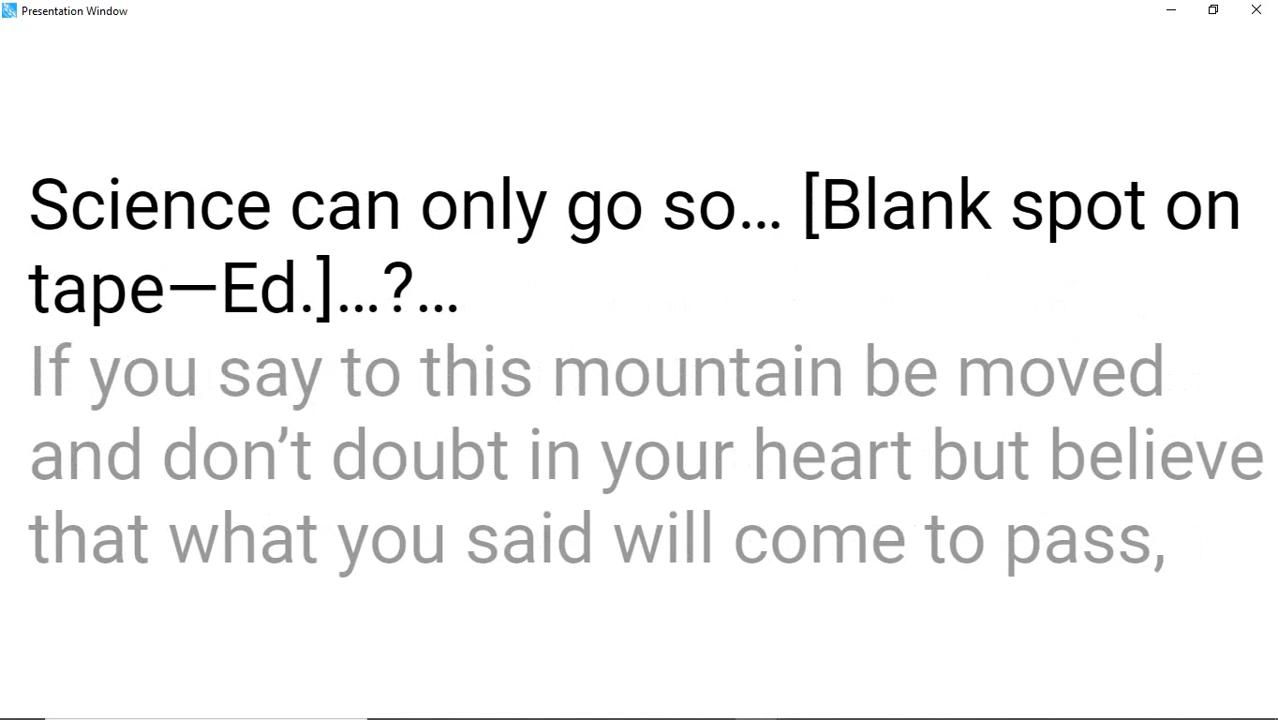 Presentation Window
Science can only go so… [Blank spot on
tape—Ed.]…?…
If you say to this mountain be moved
and don’t doubt in your heart but believe
that what you said will come to pass,